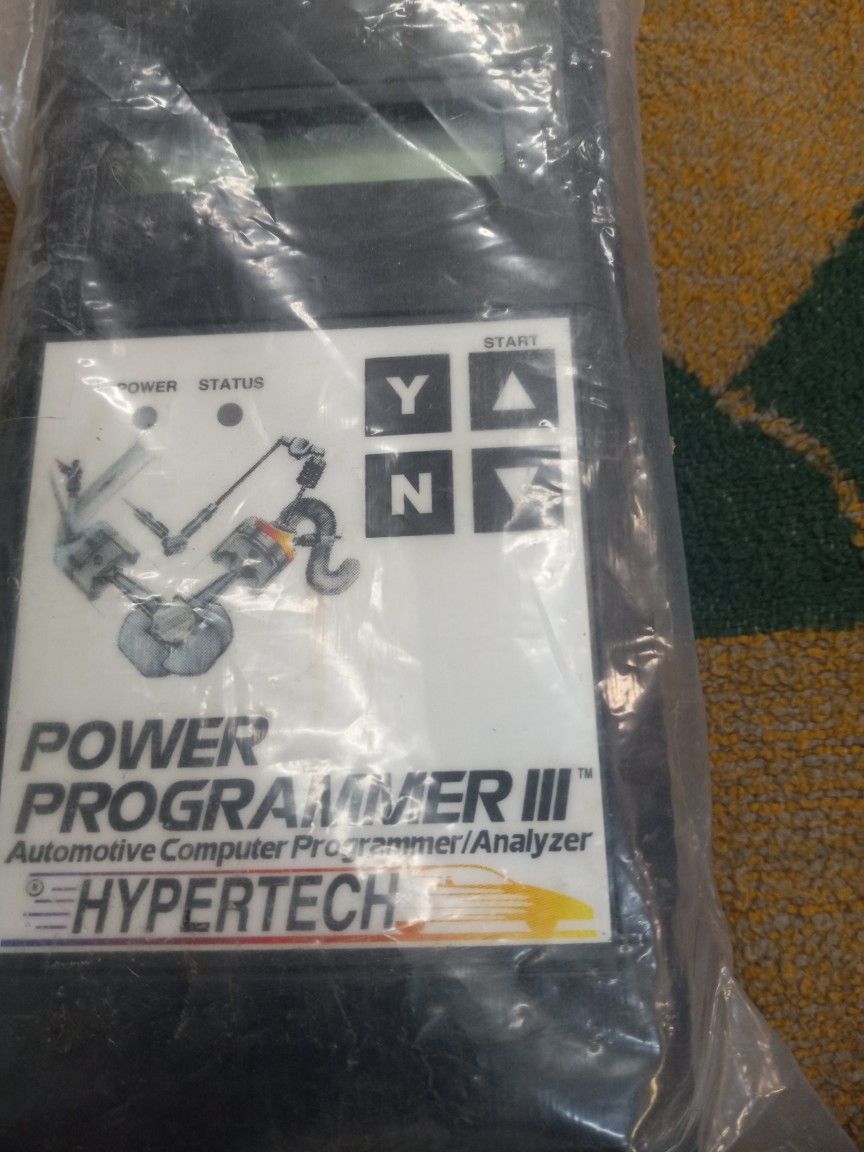 START
POWER STATUS
Y
N
POWER
PROGRAMMER III™
Automotive Computer Programmer/Analyzer
® HYPERTECH